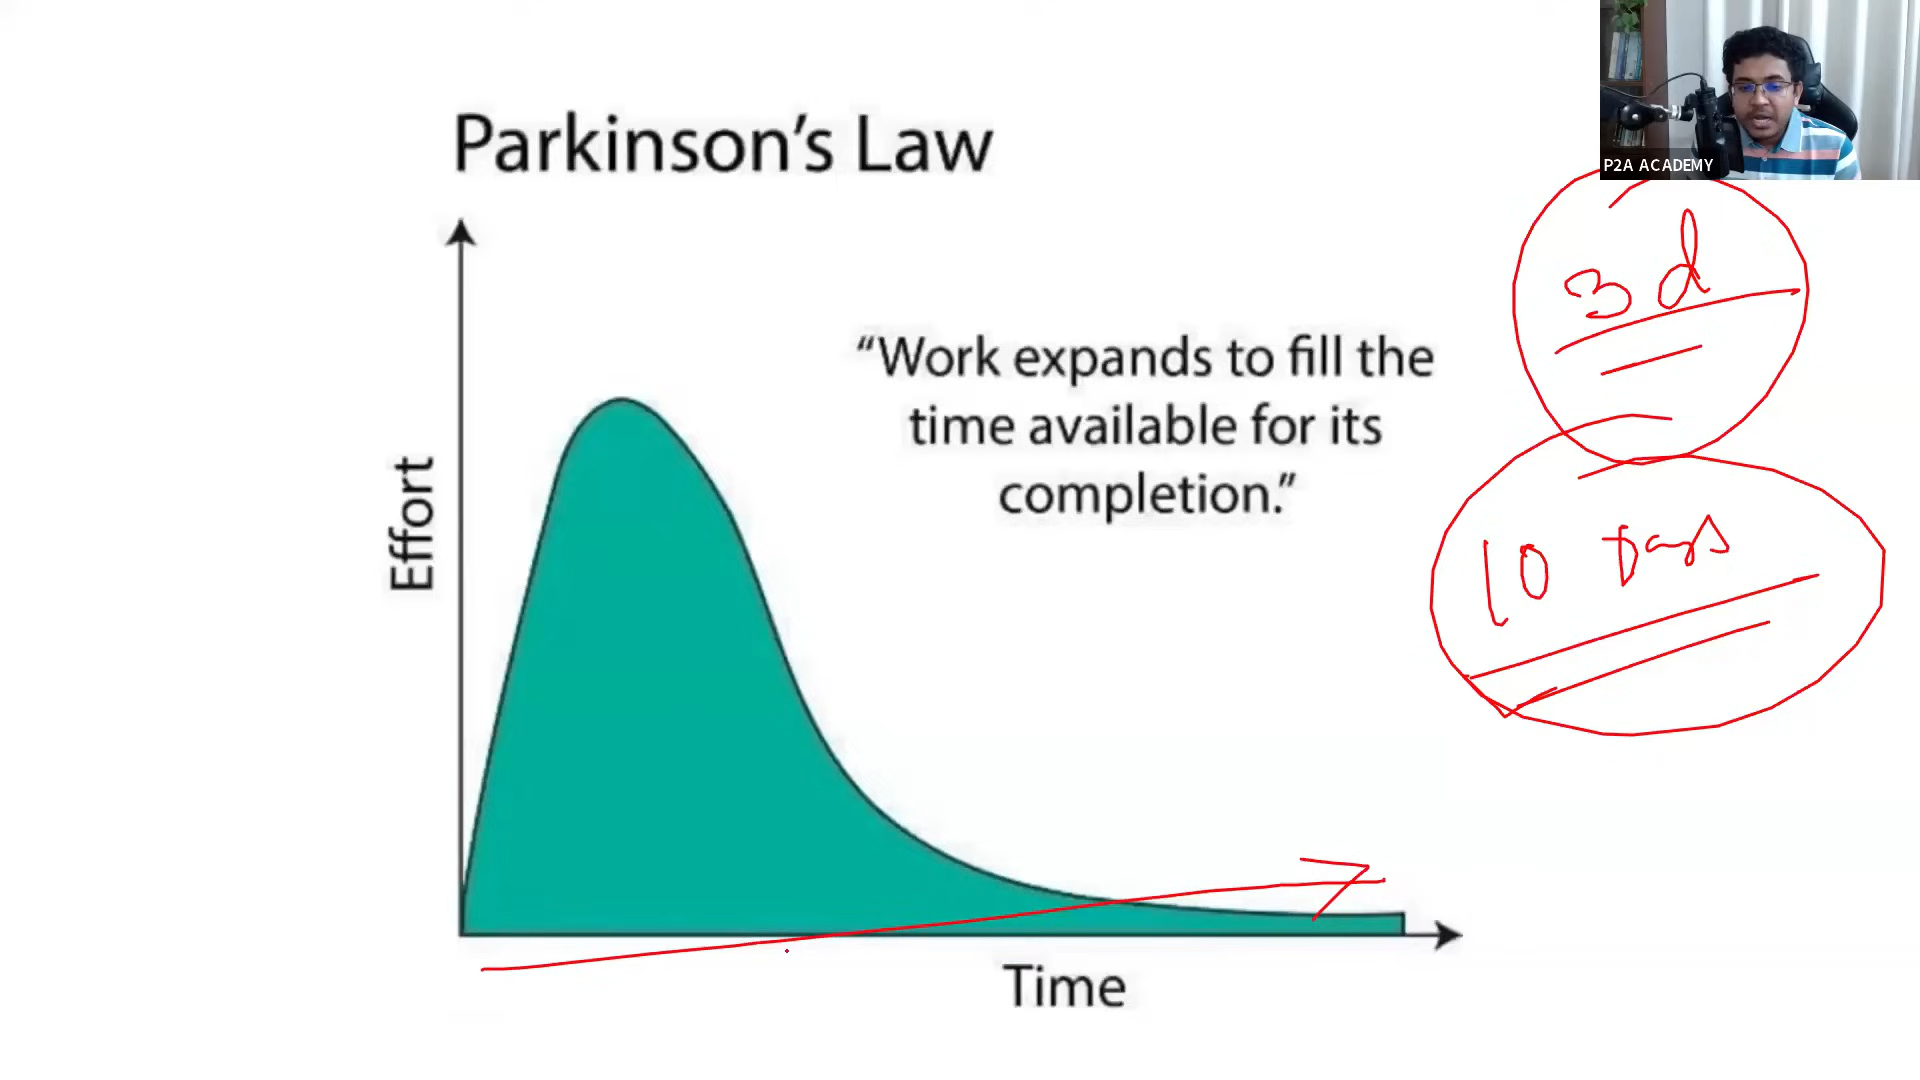 Parkinson's Law
"Work expands to fill the
time available for its
completion."
Effort
Time
P2A ACADEMY
3 d
10 Days